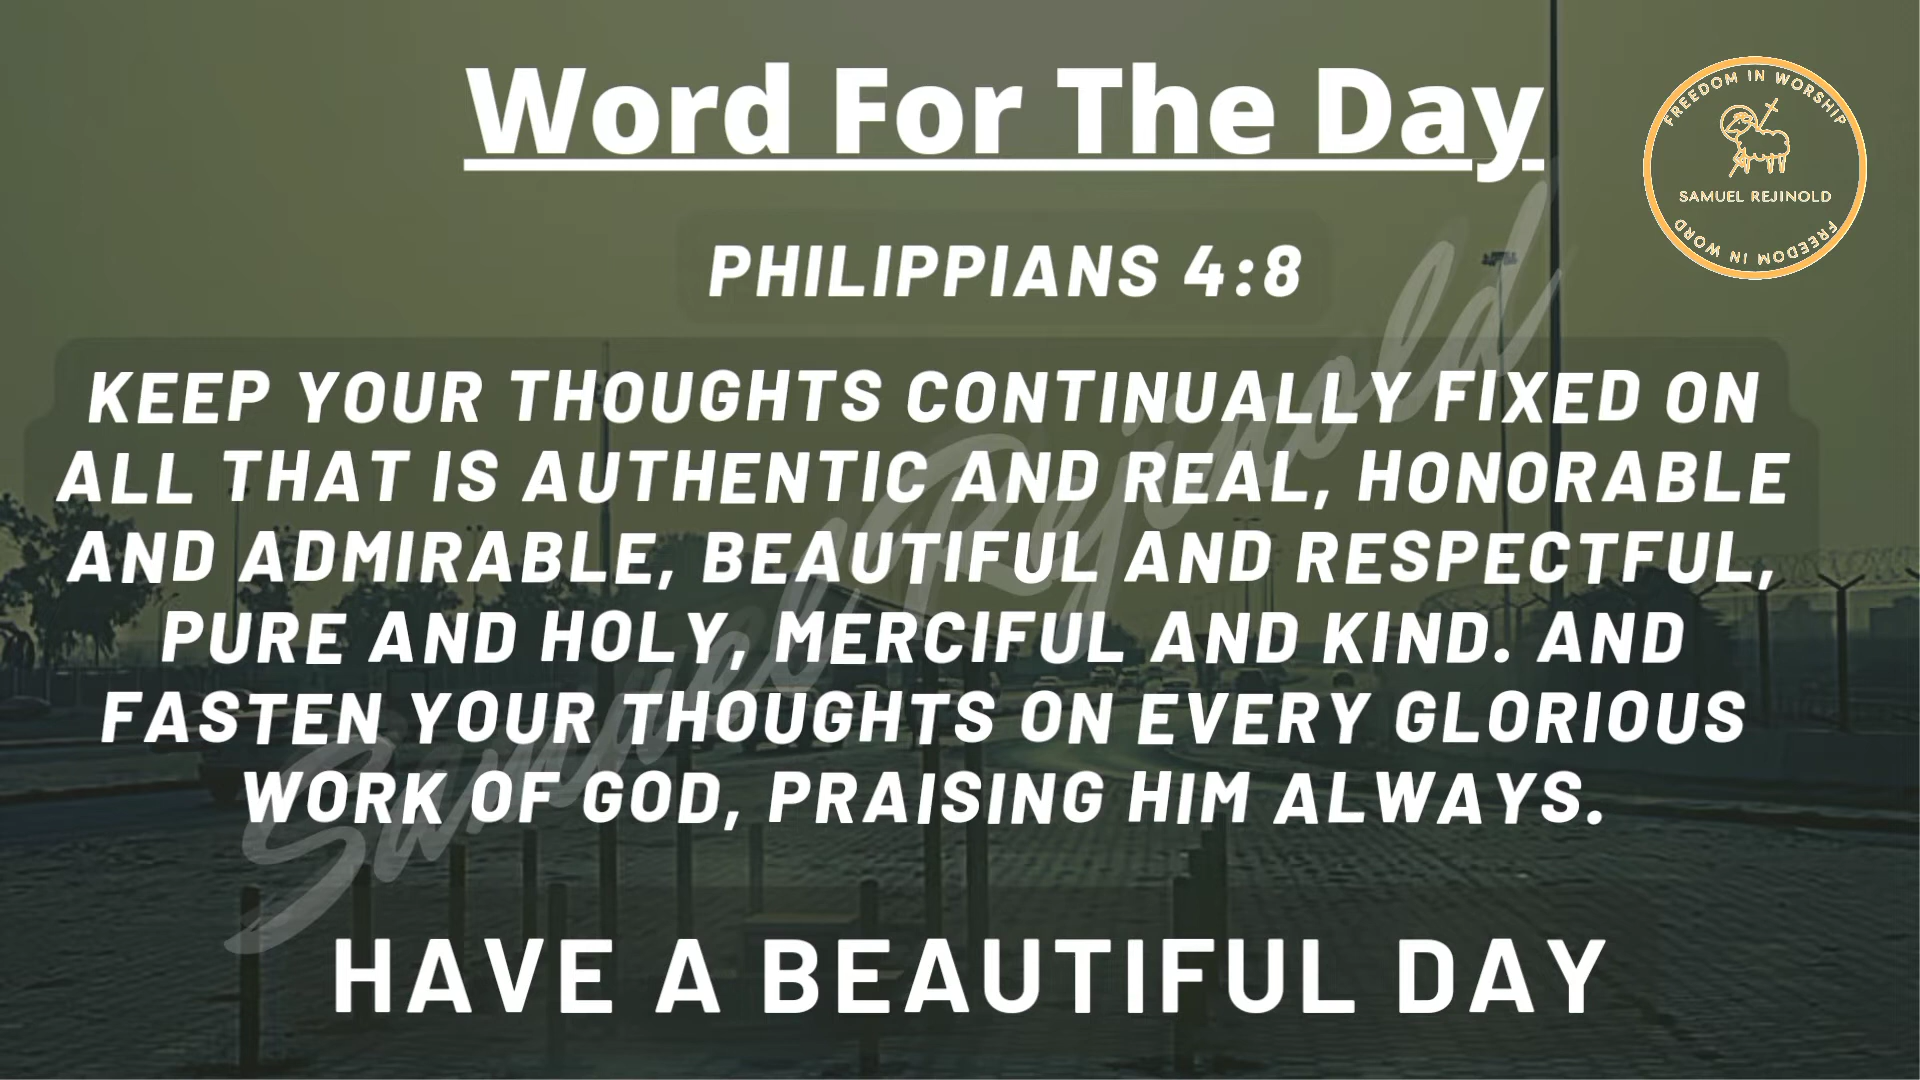 Word For The Day
FREEDOM IN WORSHIP
SAMUEL REJINOLD
FREEDOM IN WORD
PHILIPPIANS 4:8
KEEP YOUR THOUGHTS CONTINUALLY FIXED ON
ALL THAT IS AUTHENTIC AND REAL, HONORABLE
AND ADMIRABLE, BEAUTIFUL AND RESPECTFUL,
PURE AND HOLY, MERCIFUL AND KIND. AND
FASTEN YOUR THOUGHTS ON EVERY GLORIOUS
WORK OF GOD, PRAISING HIM ALWAYS.
Samuel Rejinold
HAVE A BEAUTIFUL DAY